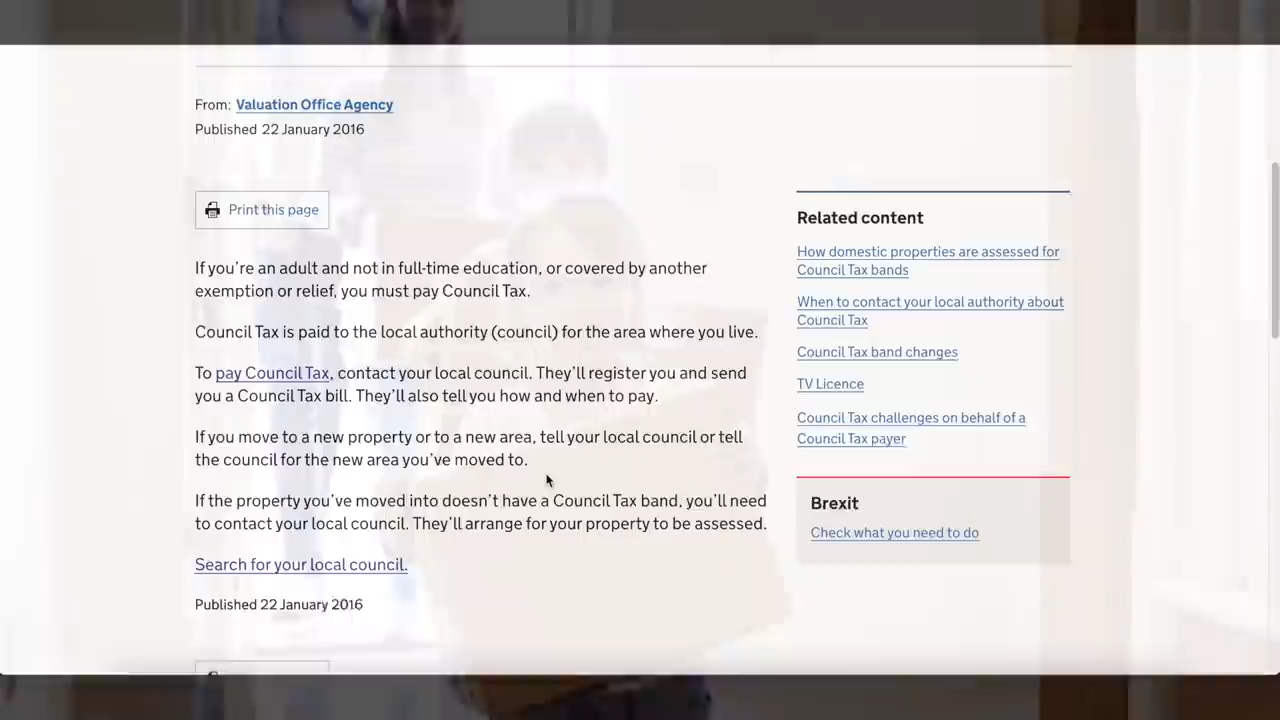 From: Valuation Office Agency
Published 22 January 2016
Print this page
If you're an adult and not in full-time education, or covered by another
exemption or relief, you must pay Council Tax.
Council Tax is paid to the local authority (council) for the area where you live.
To pay Council Tax, contact your local council. They'll register you and send
you a Council Tax bill. They'll also tell you how and when to pay.
If you move to a new property or to a new area, tell your local council or tell
the council for the new area you've moved to.
If the property you've moved into doesn't have a Council Tax band, you'll need
to contact your local council. They'll arrange for your property to be assessed.
Search for your local council.
Published 22 January 2016
Related content
How domestic properties are assessed for
Council Tax bands
When to contact your local authority about
Council Tax
Council Tax band changes
TV Licence
Council Tax challenges on behalf of a
Council Tax payer
Brexit
Check what you need to do